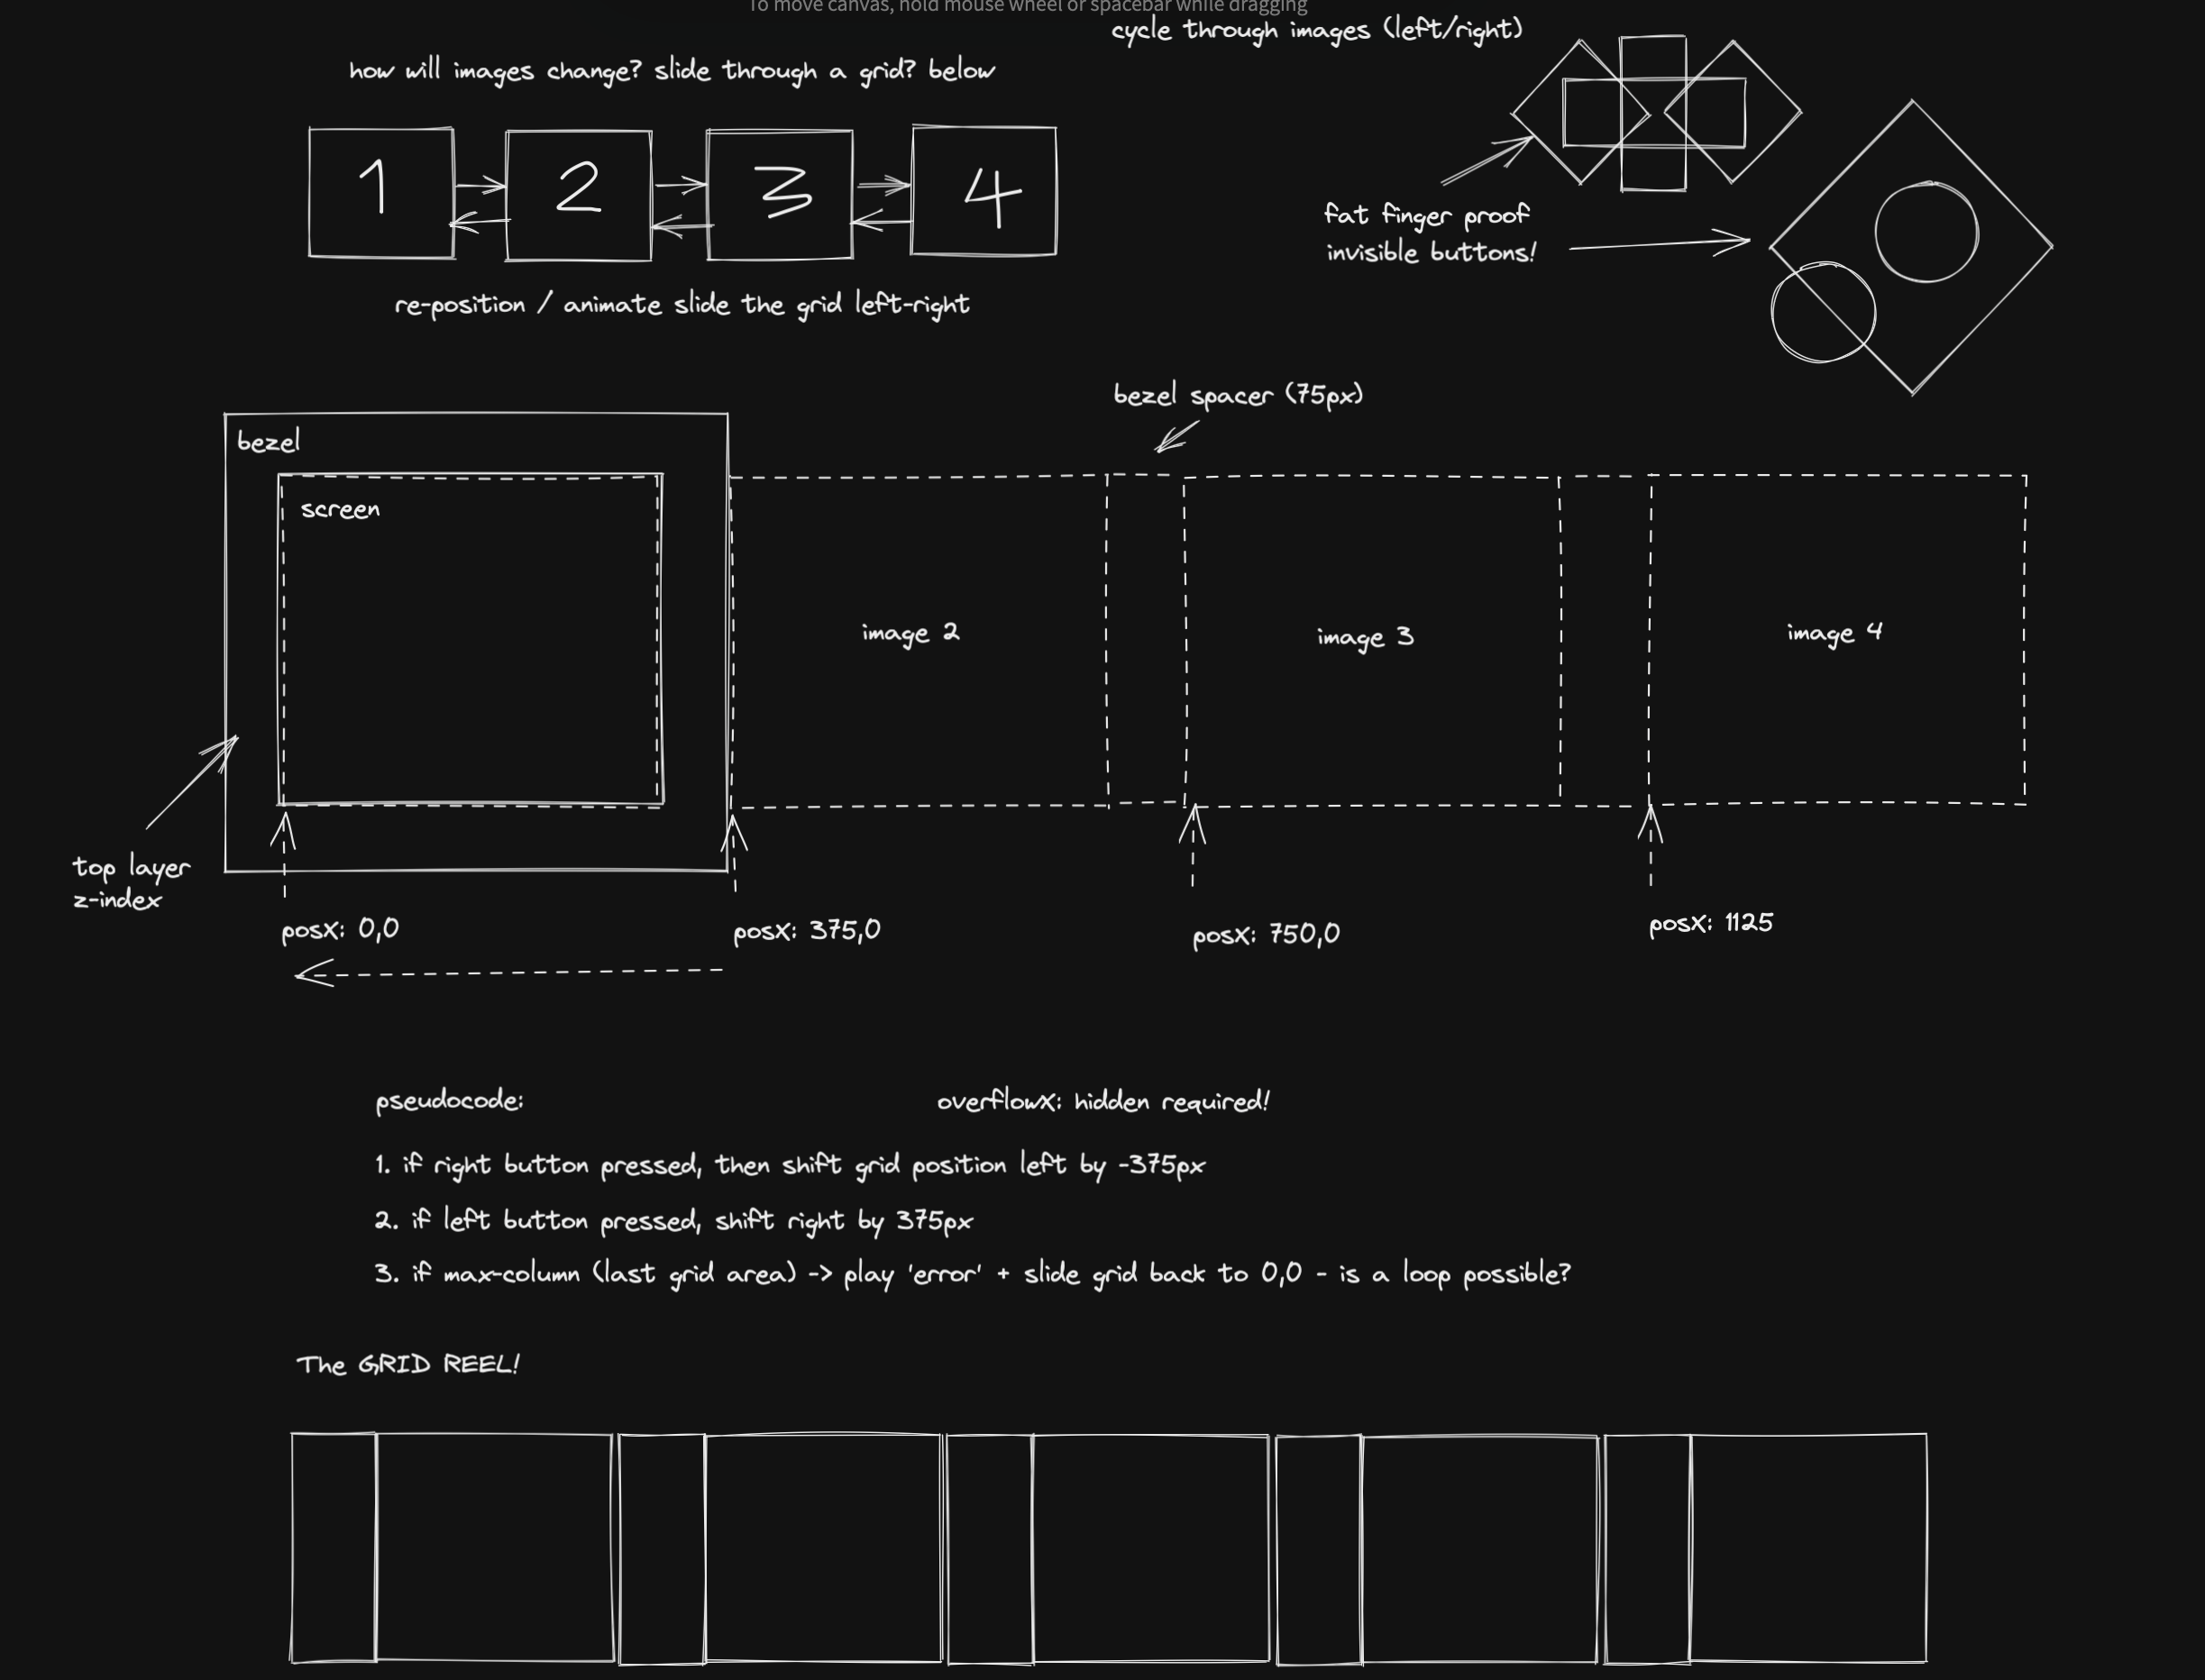 To move canvas, hold mouse wheel or spacebar while dragging
cycle through images (left/right)
how will images change? slide through a grid? below
1
2
3
4
fat finger proof
invisible buttons!
re-position / animate slide the grid left-right
bezel spacer (75px)
bezel
screen
image 2
image 3
image 4
top layer
z-index
posX: 0,0
posX: 375,0
posX: 750,0
posX: 1125
pseudocode:
overflowX: hidden required!
1. if right button pressed, then shift grid position left by -375px
2. if left button pressed, shift right by 375px
3. if max-column (last grid area) -> play 'error' + slide grid back to 0,0 - is a loop possible?
The GRID REEL!